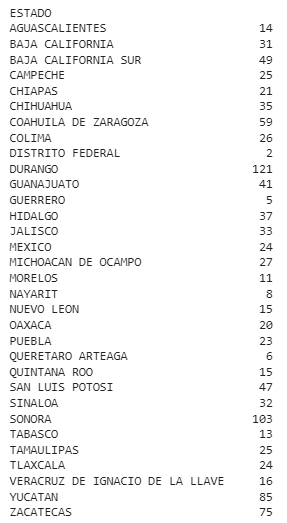 ESTADO
AGUASCALIENTES 14
BAJA CALIFORNIA 31
BAJA CALIFORNIA SUR 49
CAMPECHE 25
CHIAPAS 21
CHIHUAHUA 35
COAHUILA DE ZARAGOZA 59
COLIMA 26
DISTRITO FEDERAL 2
DURANGO 121
GUANAJUATO 41
GUERRERO 5
HIDALGO 37
JALISCO 33
MEXICO 24
MICHOACAN DE OCAMPO 27
MORELOS 11
NAYARIT 8
NUEVO LEON 15
OAXACA 20
PUEBLA 23
QUERETARO ARTEAGA 6
QUINTANA ROO 15
SAN LUIS POTOSI 47
SINALOA 32
SONORA 103
TABASCO 13
TAMAULIPAS 25
TLAXCALA 24
VERACRUZ DE IGNACIO DE LA LLAVE 16
YUCATAN 85
ZACATECAS 75